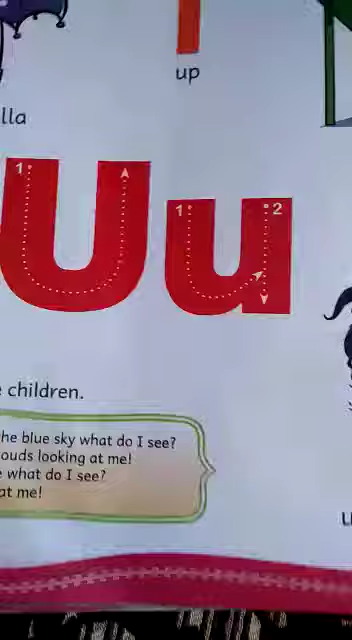 up
lla
Uu
1 1 2
children.
he blue sky what do I see?
ouds looking at me!
what do I see?
at me!
u